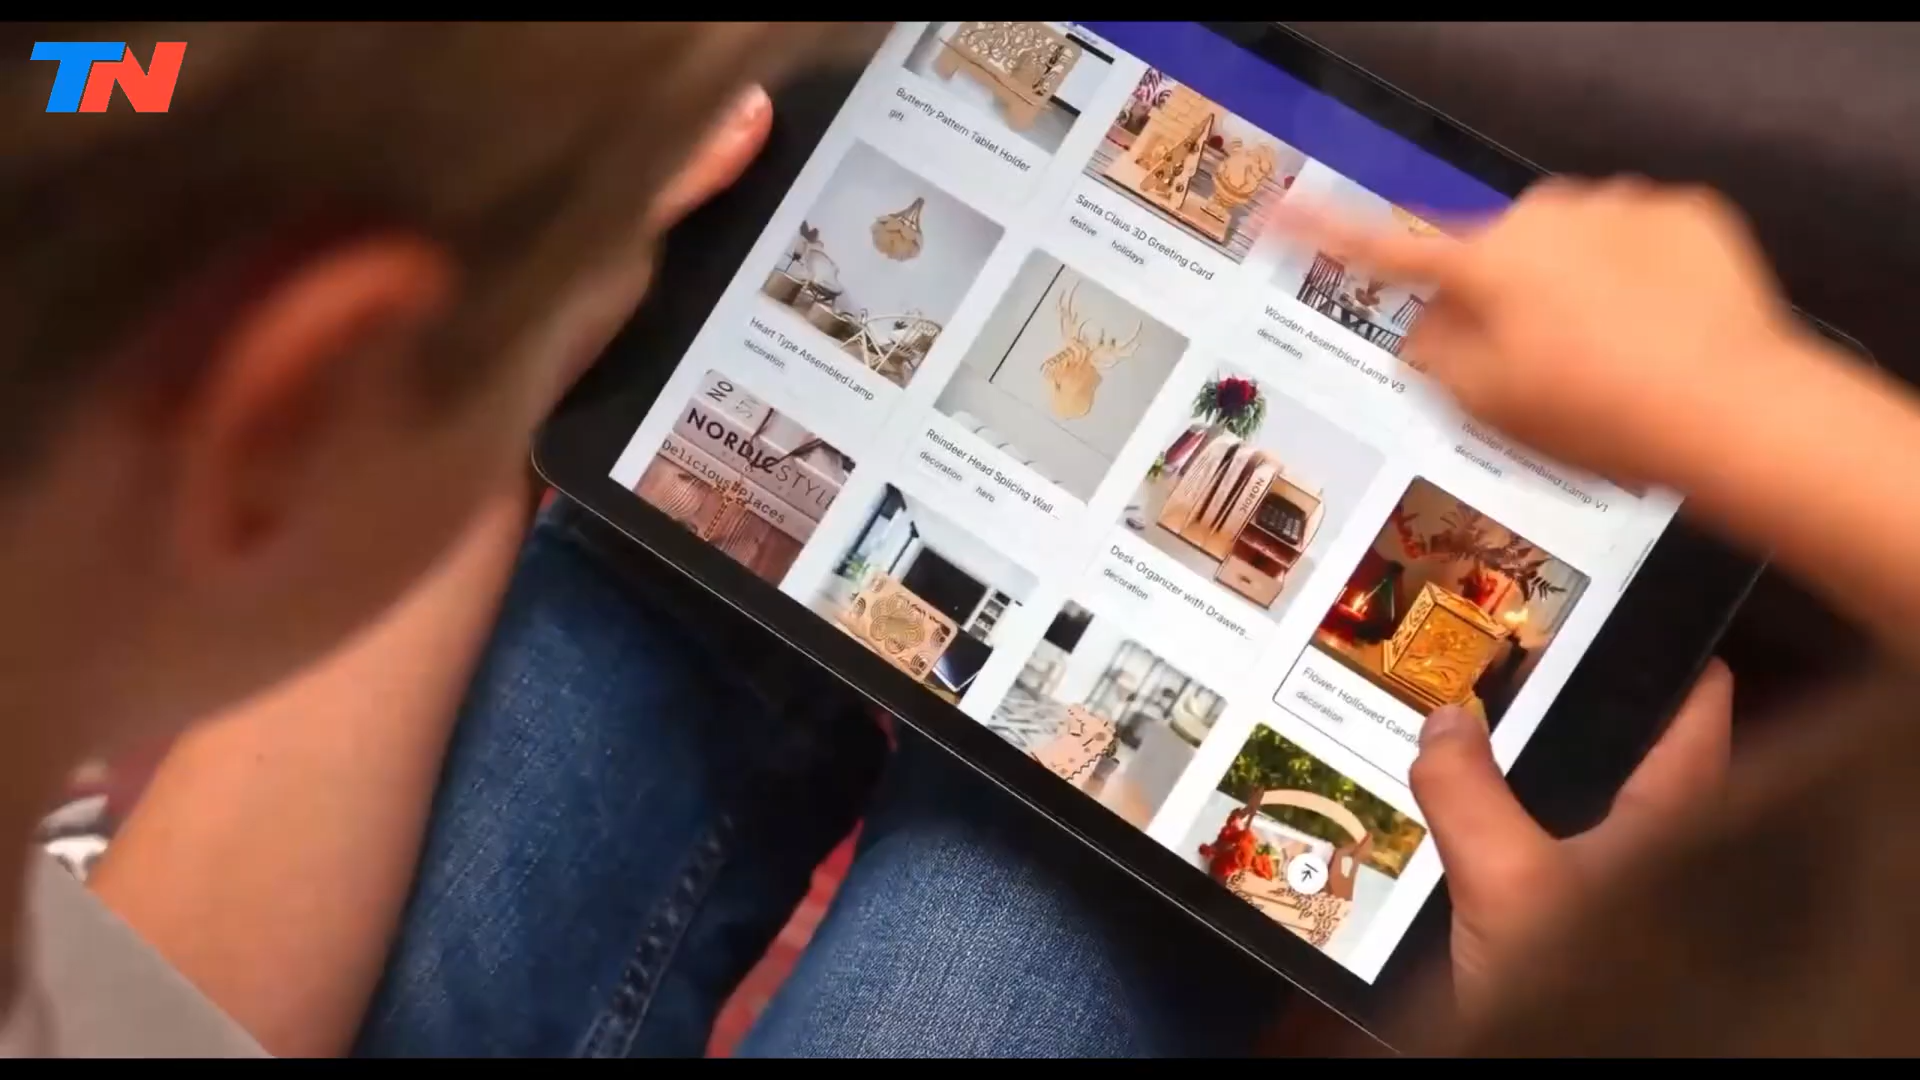 TN
Butterfly Pattern Tablet Holder
gift
Santa Claus 3D Greeting Card
festive holidays
Wooden Assembled Lamp V3
decoration
Wooden Assembled Lamp V1
decoration
Heart Type Assembled Lamp
decoration
Reindeer Head Splicing Wall...
decoration
Desk Organizer with Drawers...
decoration
NORDIC
Flower Hollowed Candle
decoration
NO
NORDIC STYLE
Delicious Places